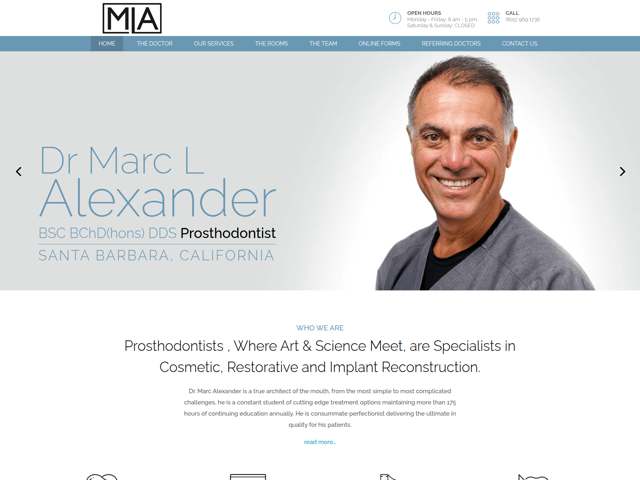 MLA
OPEN HOURS
Monday - Friday: 8 am - 5 pm,
Saturday & Sunday: CLOSED
CALL
(805) 969 1736
HOME
THE DOCTOR
OUR SERVICES
THE ROOMS
THE TEAM
ONLINE FORMS
REFERRING DOCTORS
CONTACT US
Dr Marc L
Alexander
BSC BChD(hons) DDS Prosthodontist
SANTA BARBARA, CALIFORNIA
WHO WE ARE
Prosthodontists , Where Art & Science Meet, are Specialists in
Cosmetic, Restorative and Implant Reconstruction.
Dr. Marc Alexander is a true architect of the mouth, from the most simple to most complicated
challenges, he is a constant student of cutting edge treatment options maintaining more than 175
hours of continuing education annually. He is consummate perfectionist delivering the ultimate in
quality for his patients.
read more...